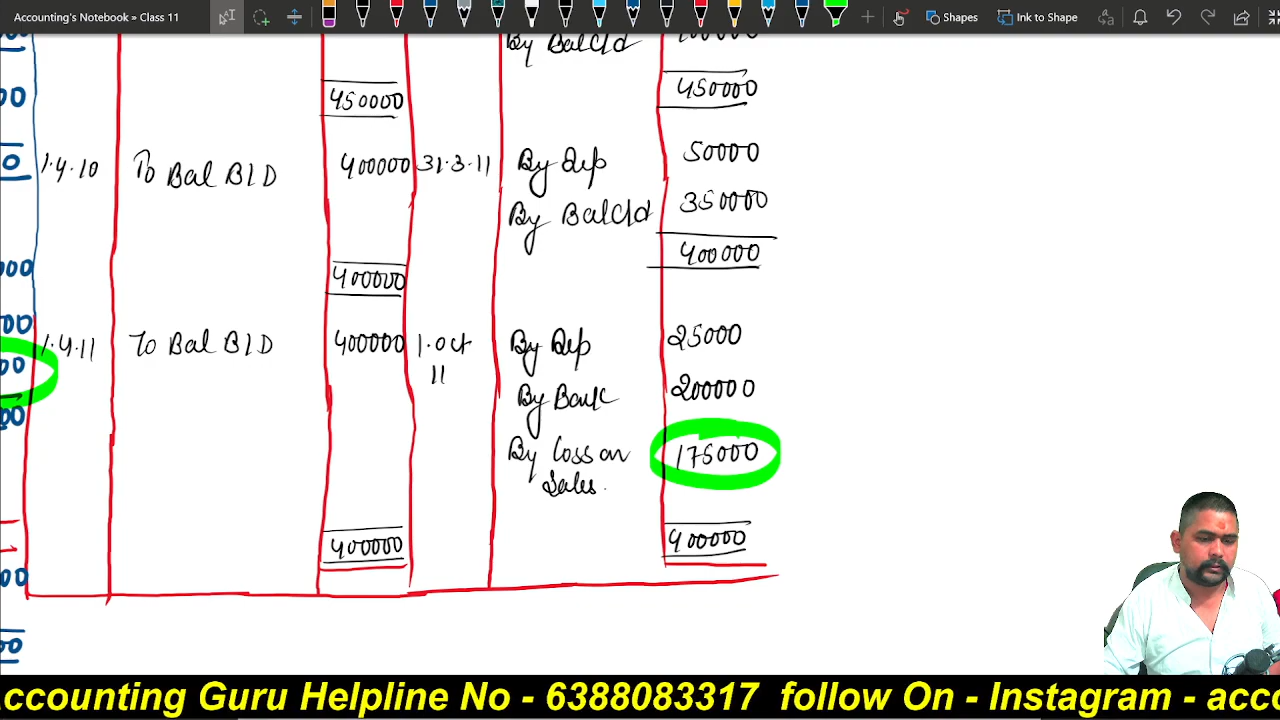 Accounting's Notebook » Class 11
Shapes
Ink to Shape
By Bal C/d
450000
450000
1.4.10 To Bal B/D 400000 31.3.11 By Dep 50000
By Bal C/d 350000
400000
400000
1.4.11 To Bal B/D 400000 1.Oct 11 By Dep 25000
By Bank 200000
By Loss on Sales. 175000
400000
400000
ccounting Guru Helpline No - 6388083317 follow On - Instagram - acco